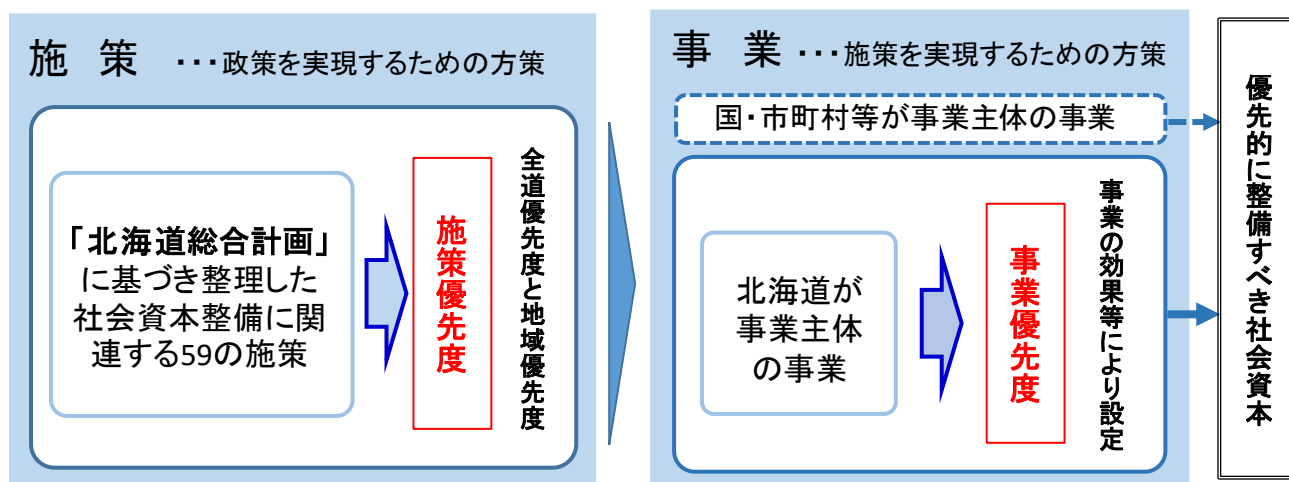 施 策 ・・・政策を実現するための方策
「北海道総合計画」
に基づき整理した
社会資本整備に関
連する59の施策
施策優先度
全道優先度と地域優先度
事 業 ・・・施策を実現するための方策
国・市町村等が事業主体の事業
北海道が
事業主体
の事業
事業優先度
事業の効果等により設定
優先的に整備すべき社会資本